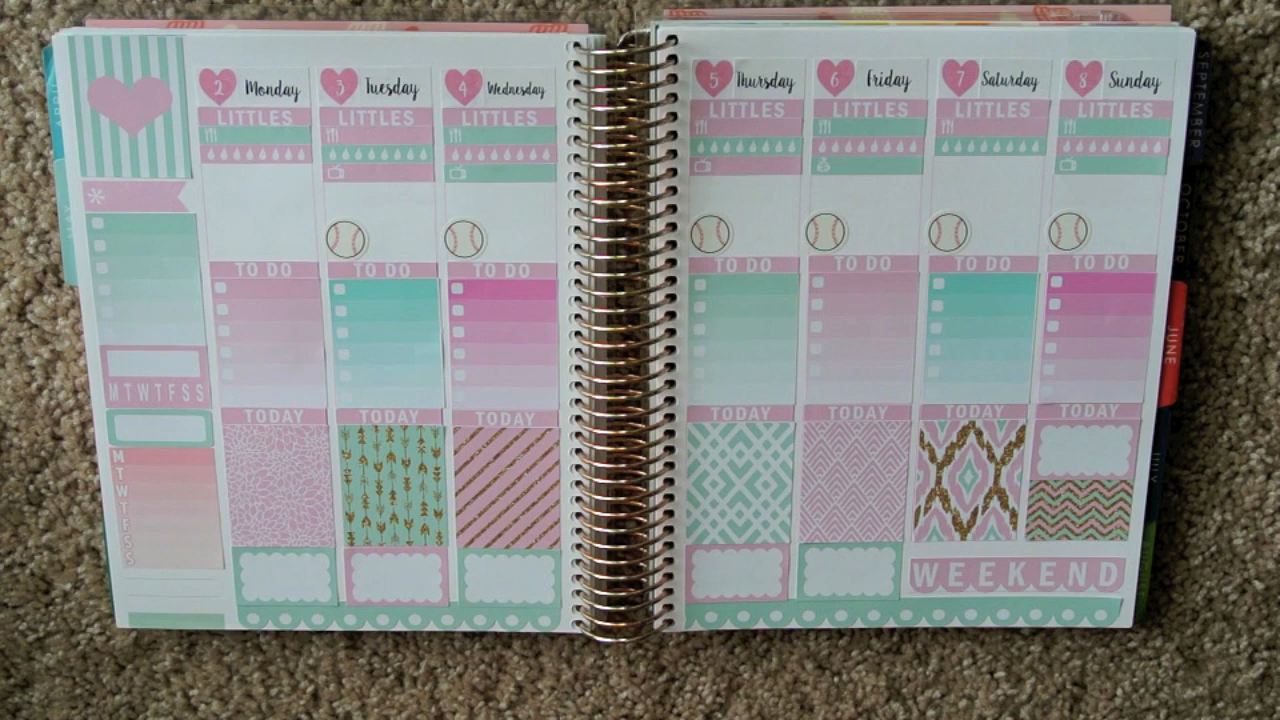 2 Monday
3 Tuesday
4 Wednesday
5 Thursday
6 Friday
7 Saturday
8 Sunday
LITTLES
LITTLES
LITTLES
LITTLES
LITTLES
LITTLES
LITTLES
TO DO
TO DO
TO DO
TO DO
TO DO
TO DO
TO DO
MTWTFSS
TODAY
TODAY
TODAY
TODAY
TODAY
TODAY
TODAY
M
T
W
T
F
S
S
WEEKEND
SEPTEMBER
OCTOBER
JUNE
JULY